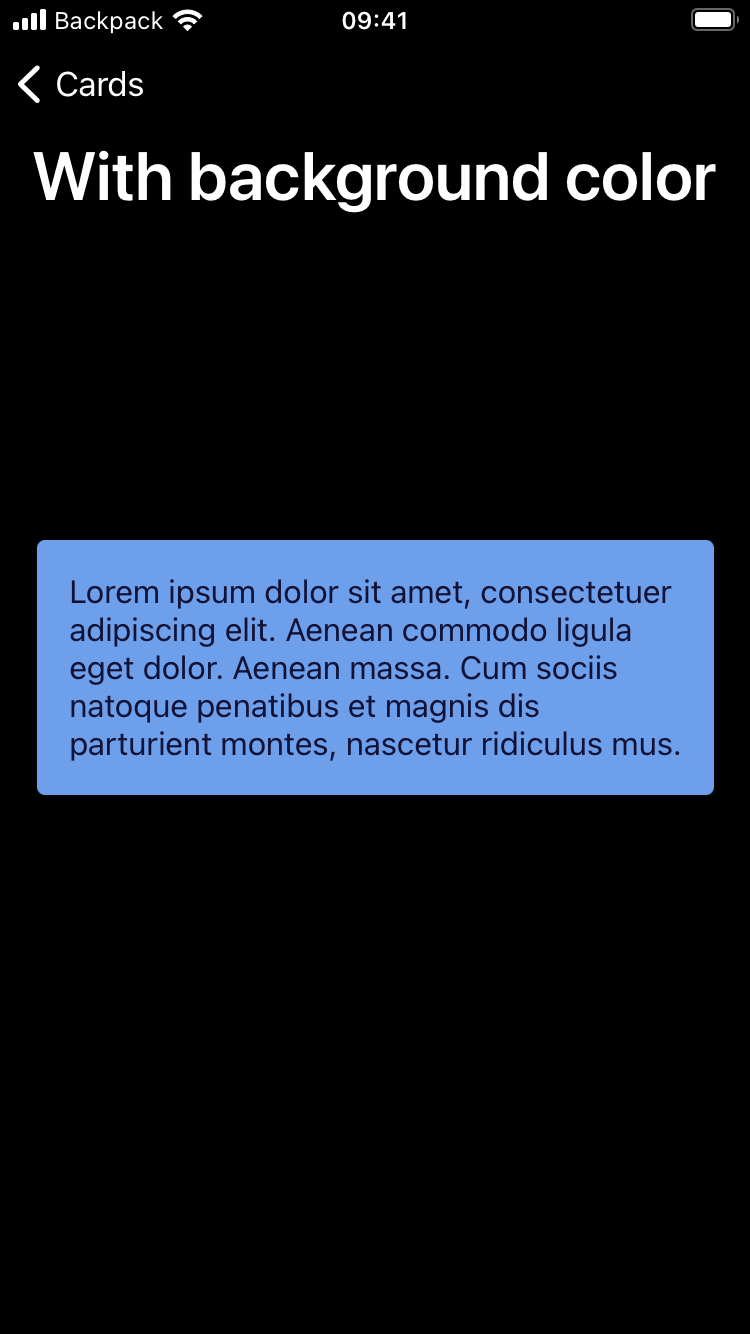 Backpack 09:41
Cards
With background color
Lorem ipsum dolor sit amet, consectetuer
adipiscing elit. Aenean commodo ligula
eget dolor. Aenean massa. Cum sociis
natoque penatibus et magnis dis
parturient montes, nascetur ridiculus mus.